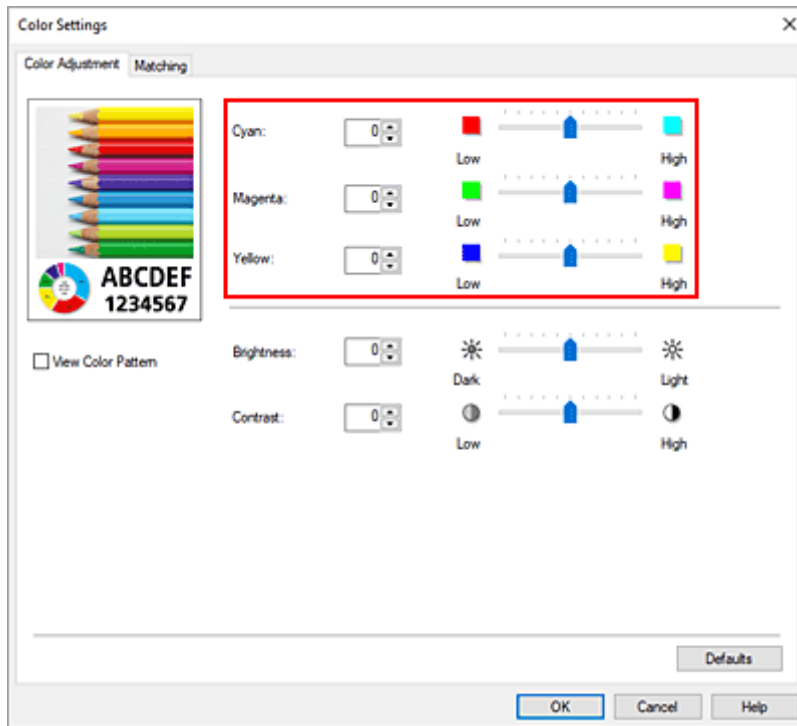 Color Settings
Color Adjustment Matching
ABCDEF
1234567
View Color Pattern
Cyan: 0 Low High
Magenta: 0 Low High
Yellow: 0 Low High
Brightness: 0 Dark Light
Contrast: 0 Low High
Defaults
OK Cancel Help